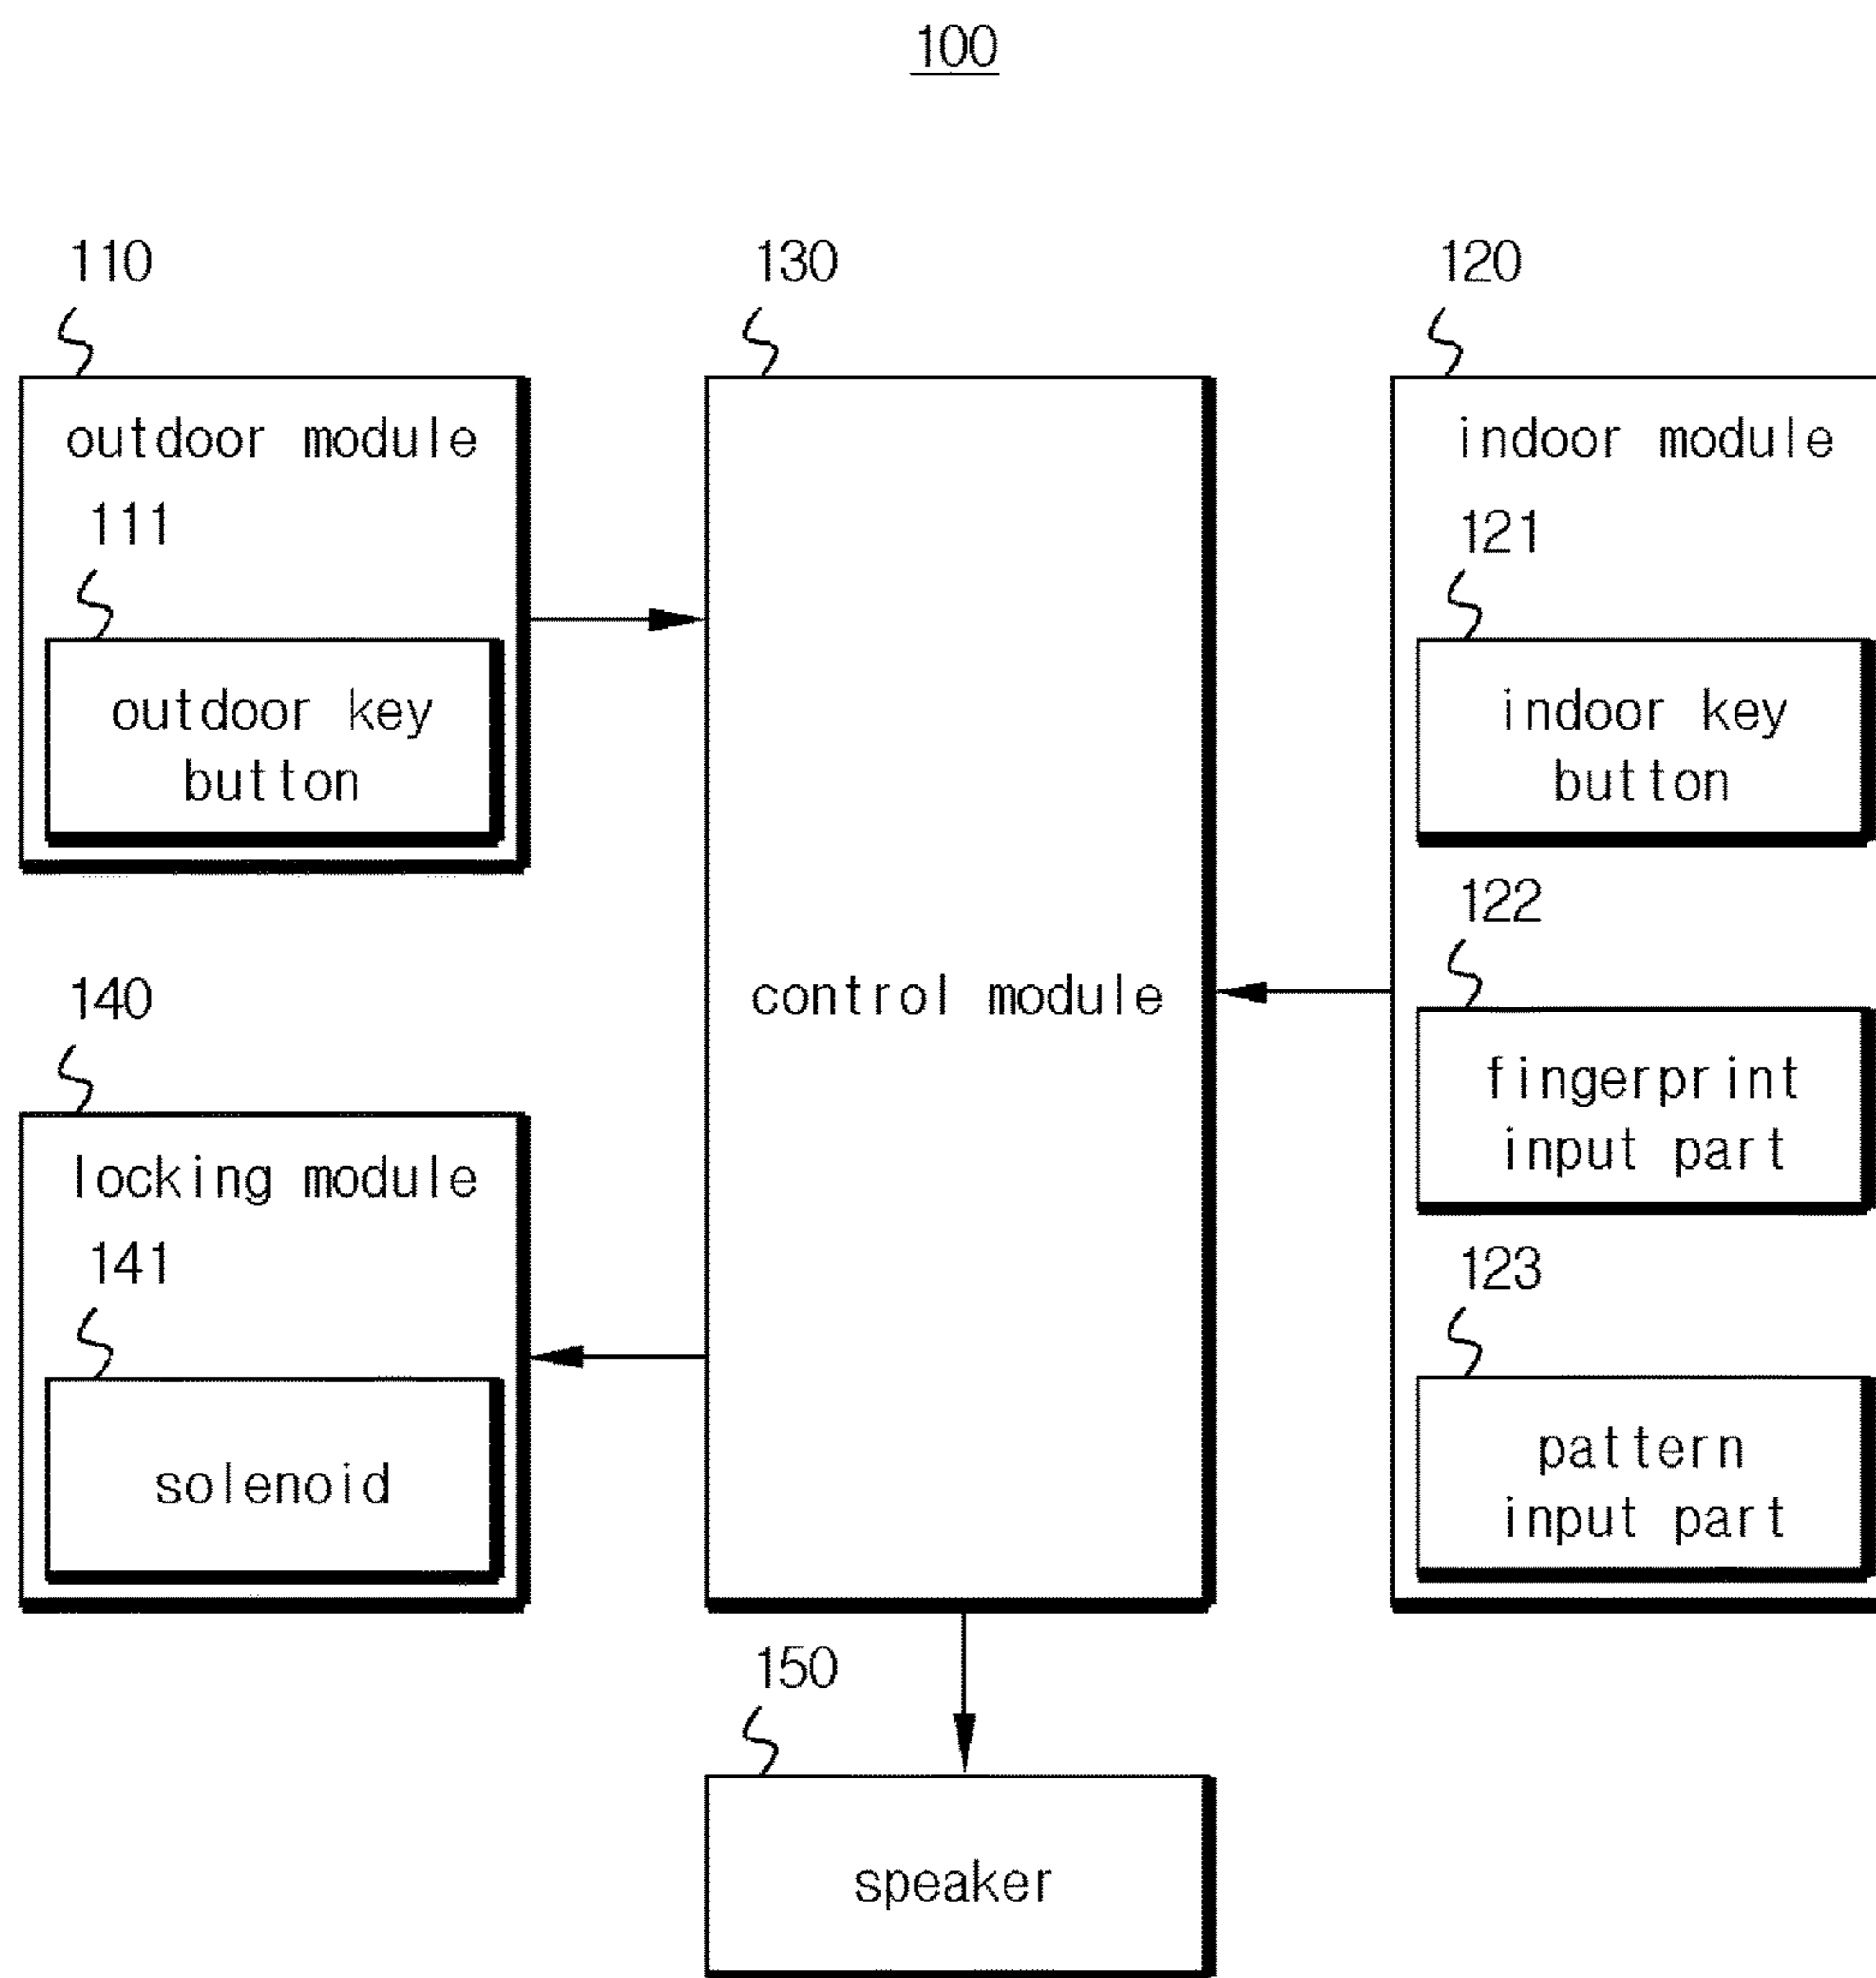 100
110
outdoor module
111
outdoor key
button
140
locking module
141
solenoid
130
control module
150
speaker
120
indoor module
121
indoor key
button
122
fingerprint
input part
123
pattern
input part